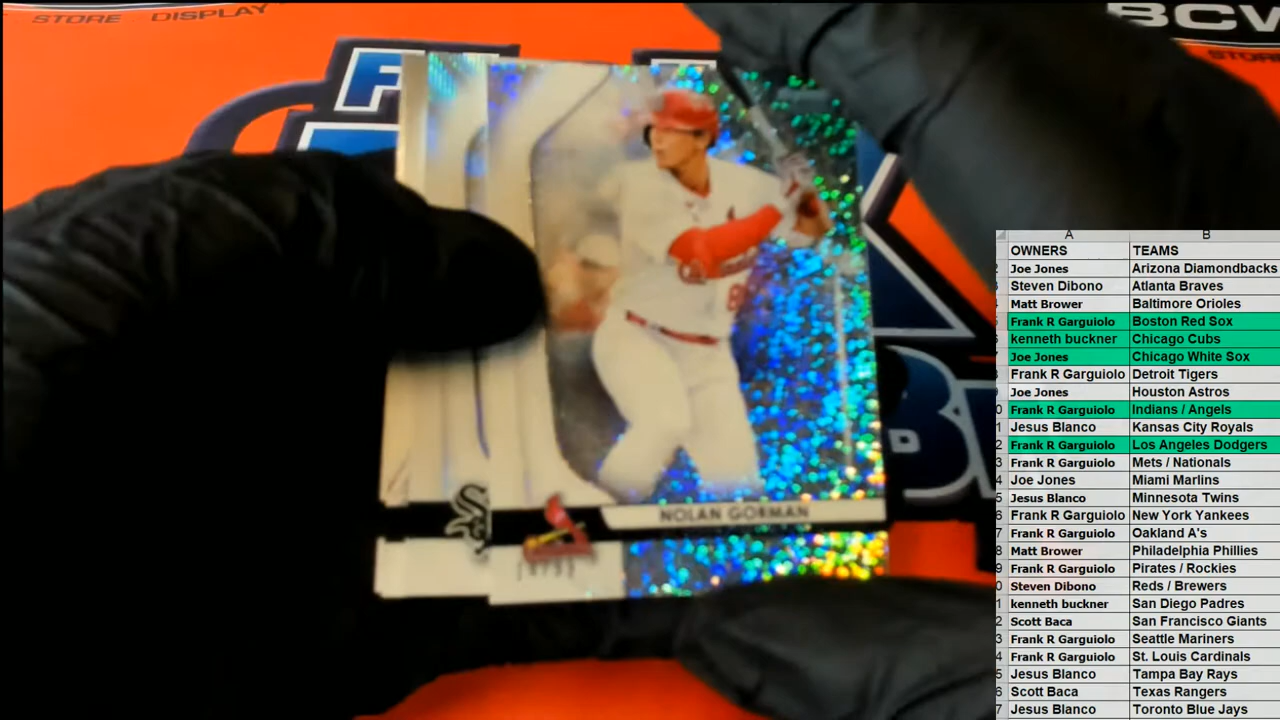 STORE DISPLAY
BCW
STORE
NOLAN GORMAN
A B
OWNERS TEAMS
Joe Jones Arizona Diamondbacks
Steven Dibono Atlanta Braves
Matt Brower Baltimore Orioles
Frank R Garguiolo Boston Red Sox
kenneth buckner Chicago Cubs
Joe Jones Chicago White Sox
Frank R Garguiolo Detroit Tigers
Joe Jones Houston Astros
Frank R Garguiolo Indians / Angels
Jesus Blanco Kansas City Royals
Frank R Garguiolo Los Angeles Dodgers
Frank R Garguiolo Mets / Nationals
Joe Jones Miami Marlins
Jesus Blanco Minnesota Twins
Frank R Garguiolo New York Yankees
Frank R Garguiolo Oakland A's
Matt Brower Philadelphia Phillies
Frank R Garguiolo Pirates / Rockies
Steven Dibono Reds / Brewers
kenneth buckner San Diego Padres
Scott Baca San Francisco Giants
Frank R Garguiolo Seattle Mariners
Frank R Garguiolo St. Louis Cardinals
Jesus Blanco Tampa Bay Rays
Scott Baca Texas Rangers
Jesus Blanco Toronto Blue Jays